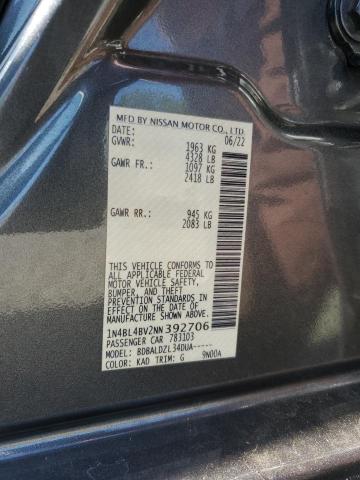 MFD BY NISSAN MOTOR CO., LTD.
DATE: 06/22
GVWR: 1963 KG
4328 LB
GAWR FR.: 1097 KG
2418 LB
GAWR RR.: 945 KG
2083 LB
THIS VEHICLE CONFORMS TO
ALL APPLICABLE FEDERAL
MOTOR VEHICLE SAFETY,
BUMPER, AND THEFT
PREVENTION STANDARDS IN
EFFECT ON THE DATE OF
MANUFACTURE SHOWN ABOVE.
1N4BL4BV2NN392706
PASSENGER CAR 783103
MODEL: BDBALDZL34DUA-----
COLOR: KAD TRIM: G 9N00A